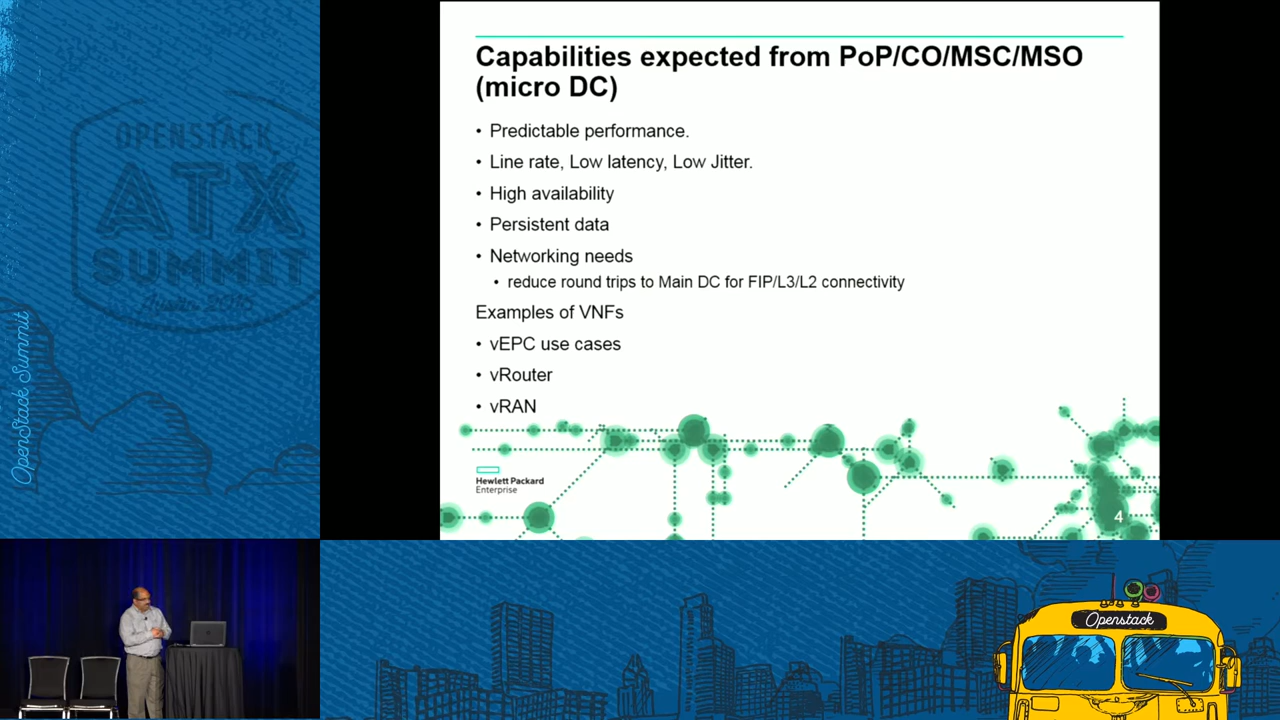 OPENSTACK
ATX
SUMMIT
OpenStack Summit
Capabilities expected from PoP/CO/MSC/MSO
(micro DC)
• Predictable performance.
• Line rate, Low latency, Low Jitter.
• High availability
• Persistent data
• Networking needs
• reduce round trips to Main DC for FIP/L3/L2 connectivity
Examples of VNFs
• vEPC use cases
• vRouter
• vRAN
Hewlett Packard
Enterprise
4
Openstack